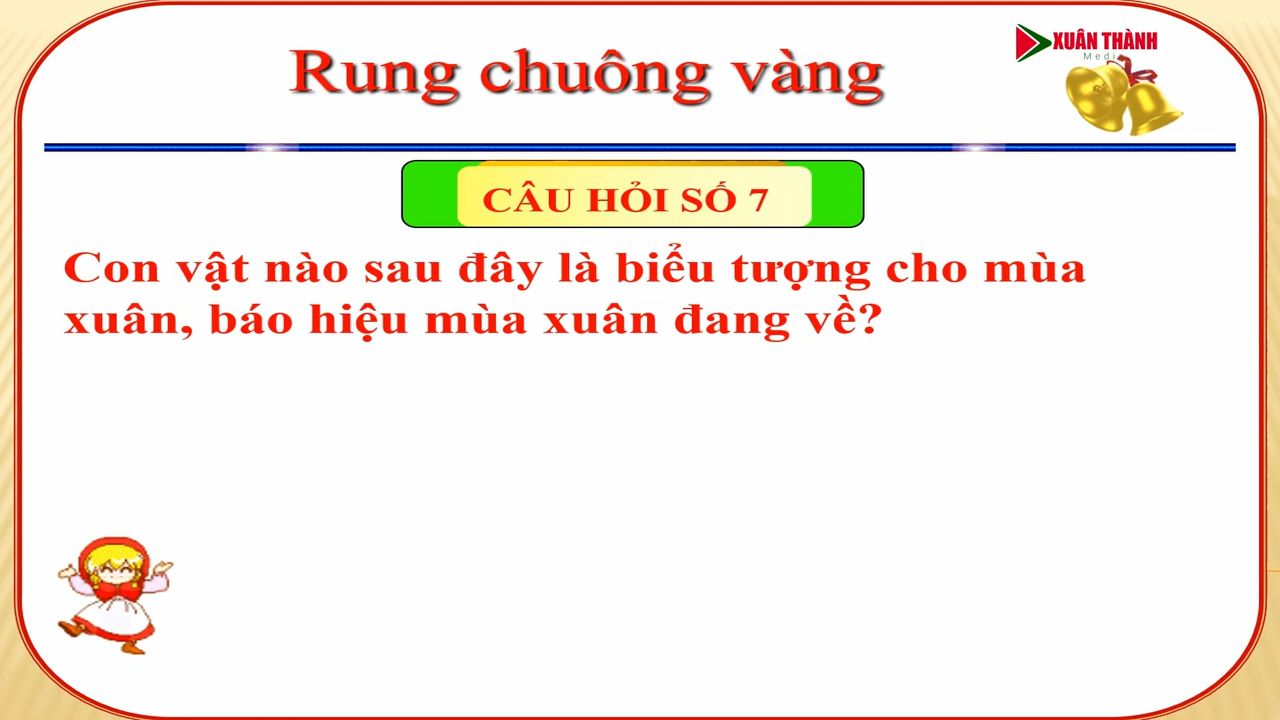 XUÂN THÀNH
Media
Rung chuông vàng
CÂU HỎI SỐ 7
Con vật nào sau đây là biểu tượng cho mùa
xuân, báo hiệu mùa xuân đang về?